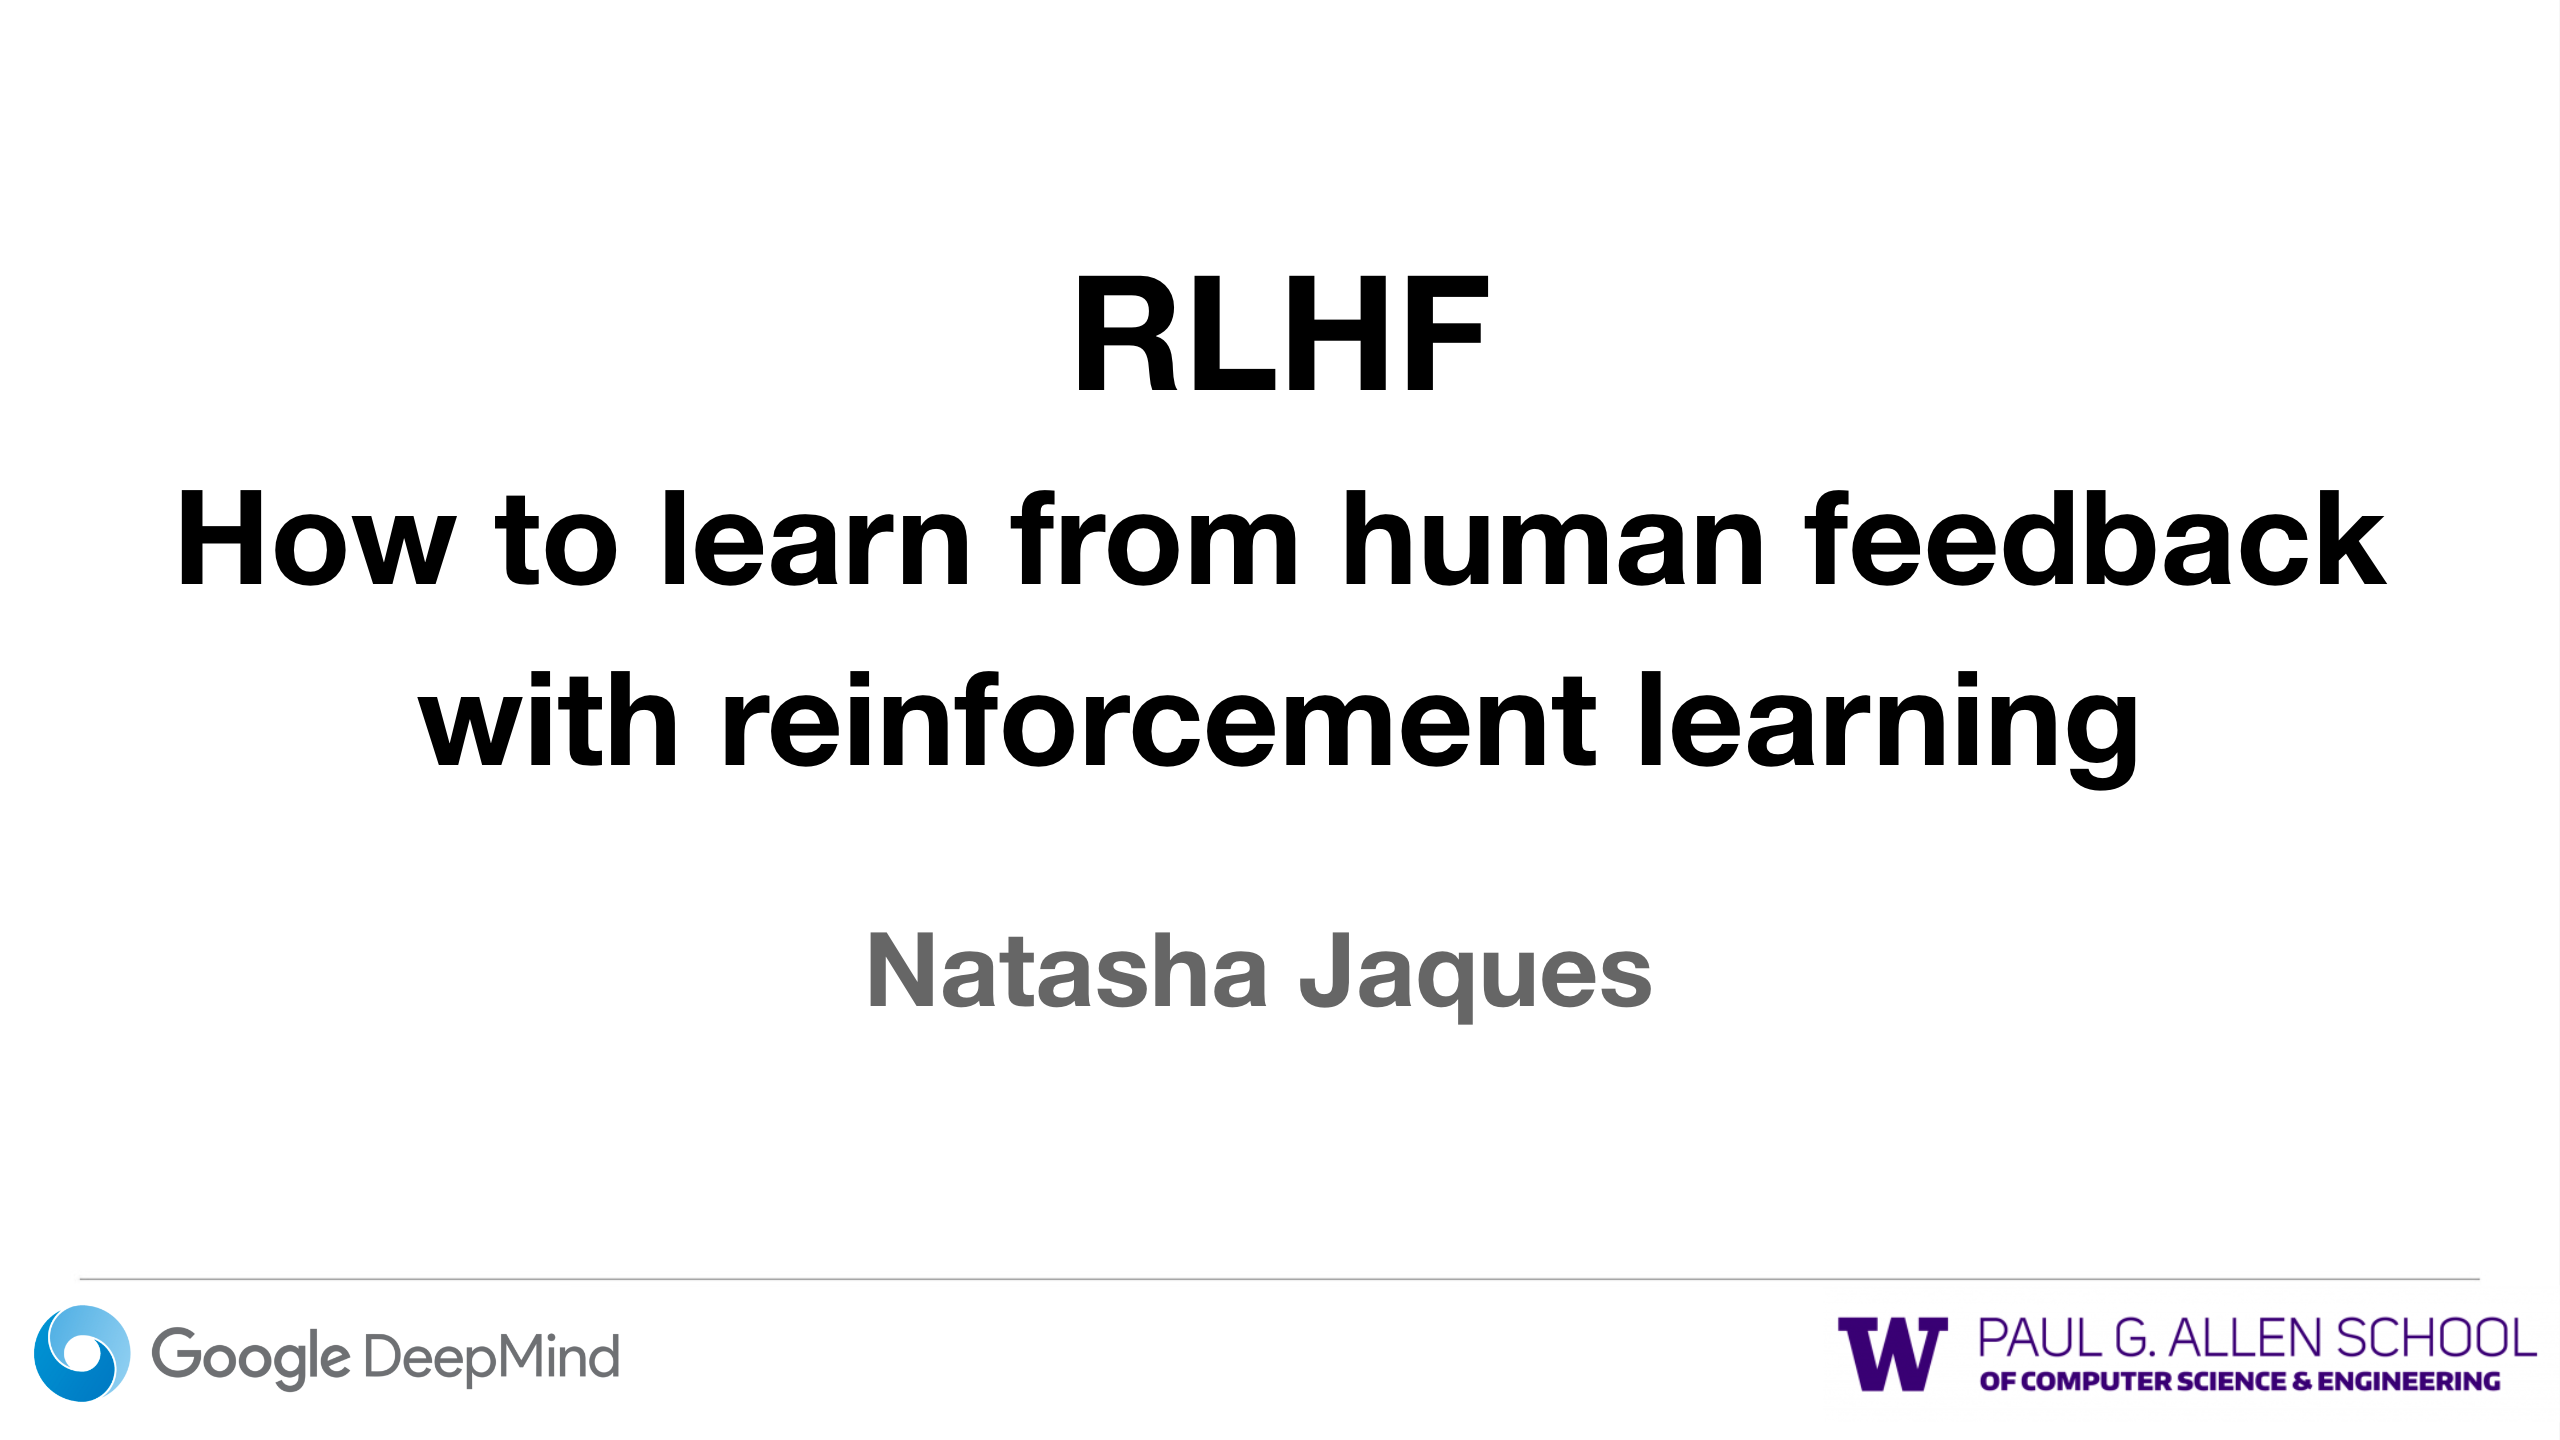 RLHF
How to learn from human feedback
with reinforcement learning
Natasha Jaques
Google DeepMind
W PAUL G. ALLEN SCHOOL
OF COMPUTER SCIENCE & ENGINEERING